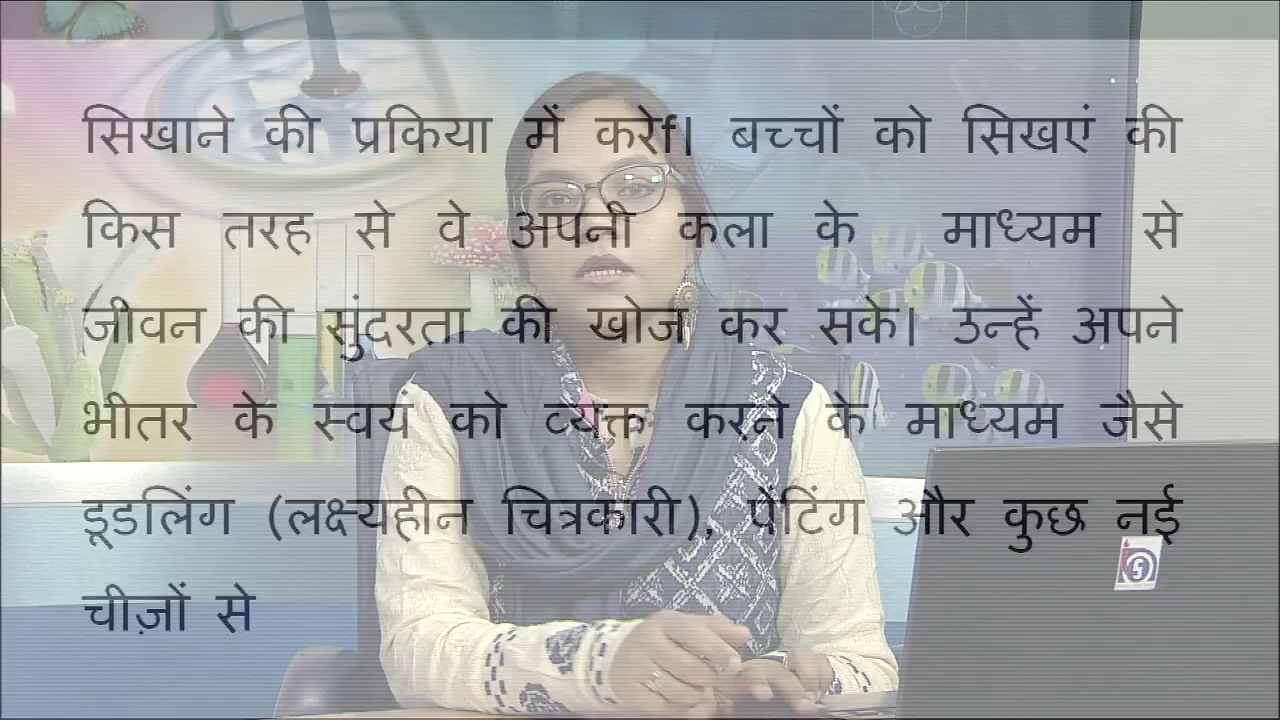 सिखाने की प्रकिया में करेंf। बच्चों को सिखएं की
किस तरह से वे अपनी कला के माध्यम से
जीवन की सुंदरता की खोज कर सके। उन्हें अपने
भीतर के स्वयं को व्यक्त करने के माध्यम जैसे
डूडलिंग (लक्ष्यहीन चित्रकारी), पेंटिंग और कुछ नई
चीज़ों से